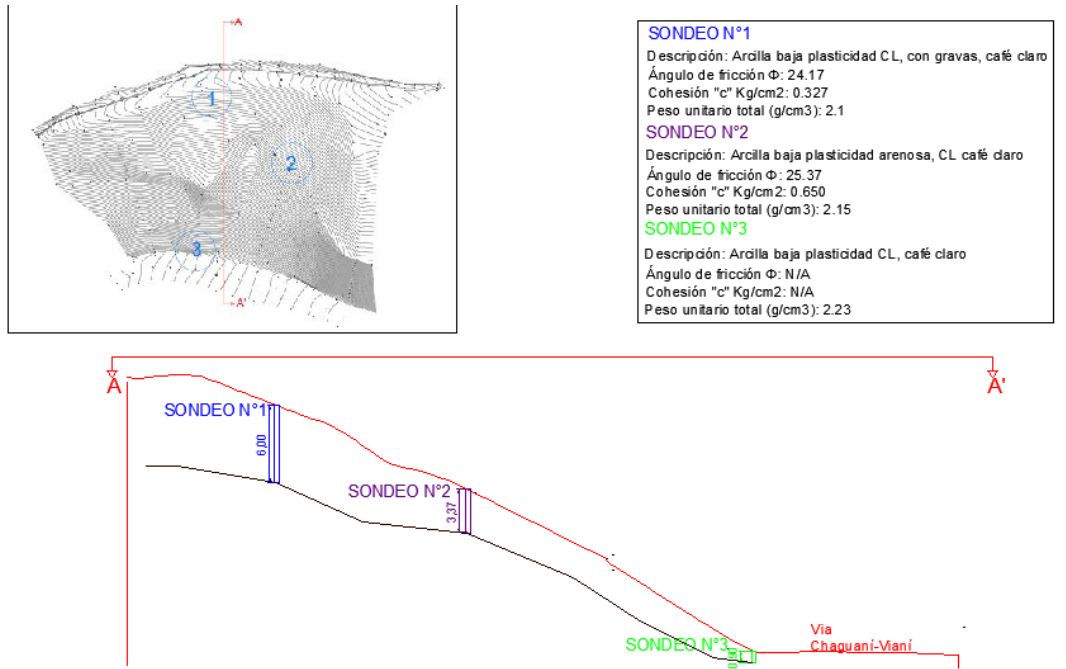 A
1
2
3
A'
SONDEO N°1
Descripción: Arcilla baja plasticidad CL, con gravas, café claro
Ángulo de fricción Φ: 24.17
Cohesión "c" Kg/cm2: 0.327
Peso unitario total (g/cm3): 2.1
SONDEO N°2
Descripción: Arcilla baja plasticidad arenosa, CL café claro
Ángulo de fricción Φ: 25.37
Cohesión "c" Kg/cm2: 0.650
Peso unitario total (g/cm3): 2.15
SONDEO N°3
Descripción: Arcilla baja plasticidad CL, café claro
Ángulo de fricción Φ: N/A
Cohesión "c" Kg/cm2: N/A
Peso unitario total (g/cm3): 2.23
A
A'
SONDEO N°1
6,00
SONDEO N°2
3,37
SONDEO N°3
Via
Chaguaní-Vianí